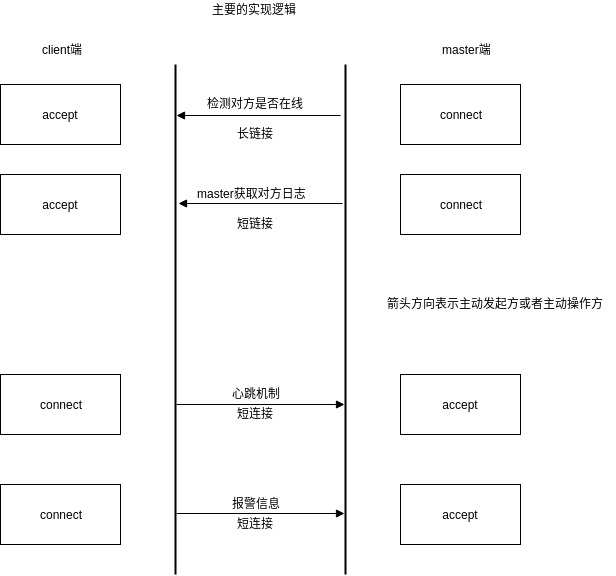 主要的实现逻辑
client端
master端
accept
检测对方是否在线
长链接
connect
accept
master获取对方日志
短链接
connect
箭头方向表示主动发起方或者主动操作方
connect
心跳机制
短连接
accept
connect
报警信息
短连接
accept